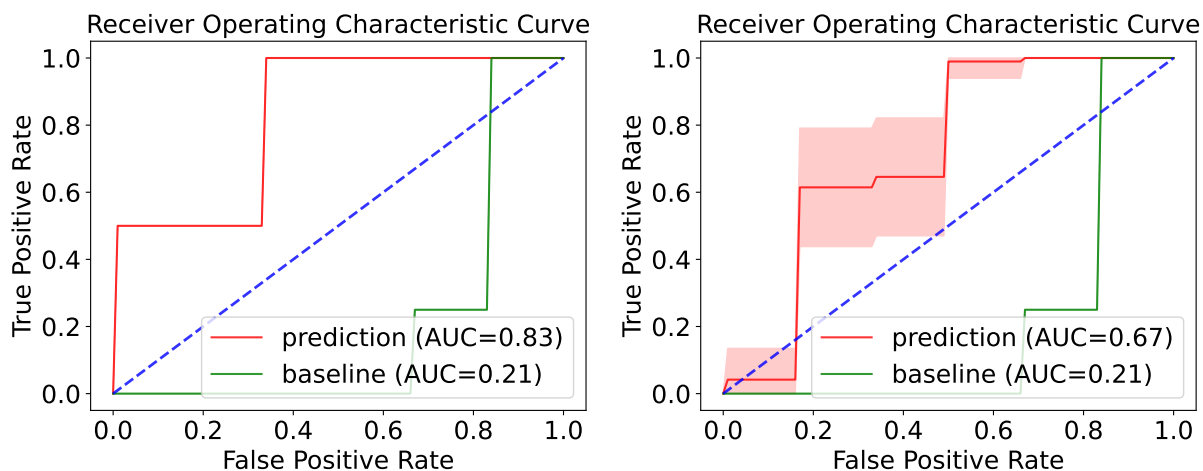 Receiver Operating Characteristic Curve
True Positive Rate
1.0
0.8
0.6
0.4
0.2
0.0
prediction (AUC=0.83)
baseline (AUC=0.21)
0.0 0.2 0.4 0.6 0.8 1.0
False Positive Rate
Receiver Operating Characteristic Curve
True Positive Rate
1.0
0.8
0.6
0.4
0.2
0.0
prediction (AUC=0.67)
baseline (AUC=0.21)
0.0 0.2 0.4 0.6 0.8 1.0
False Positive Rate